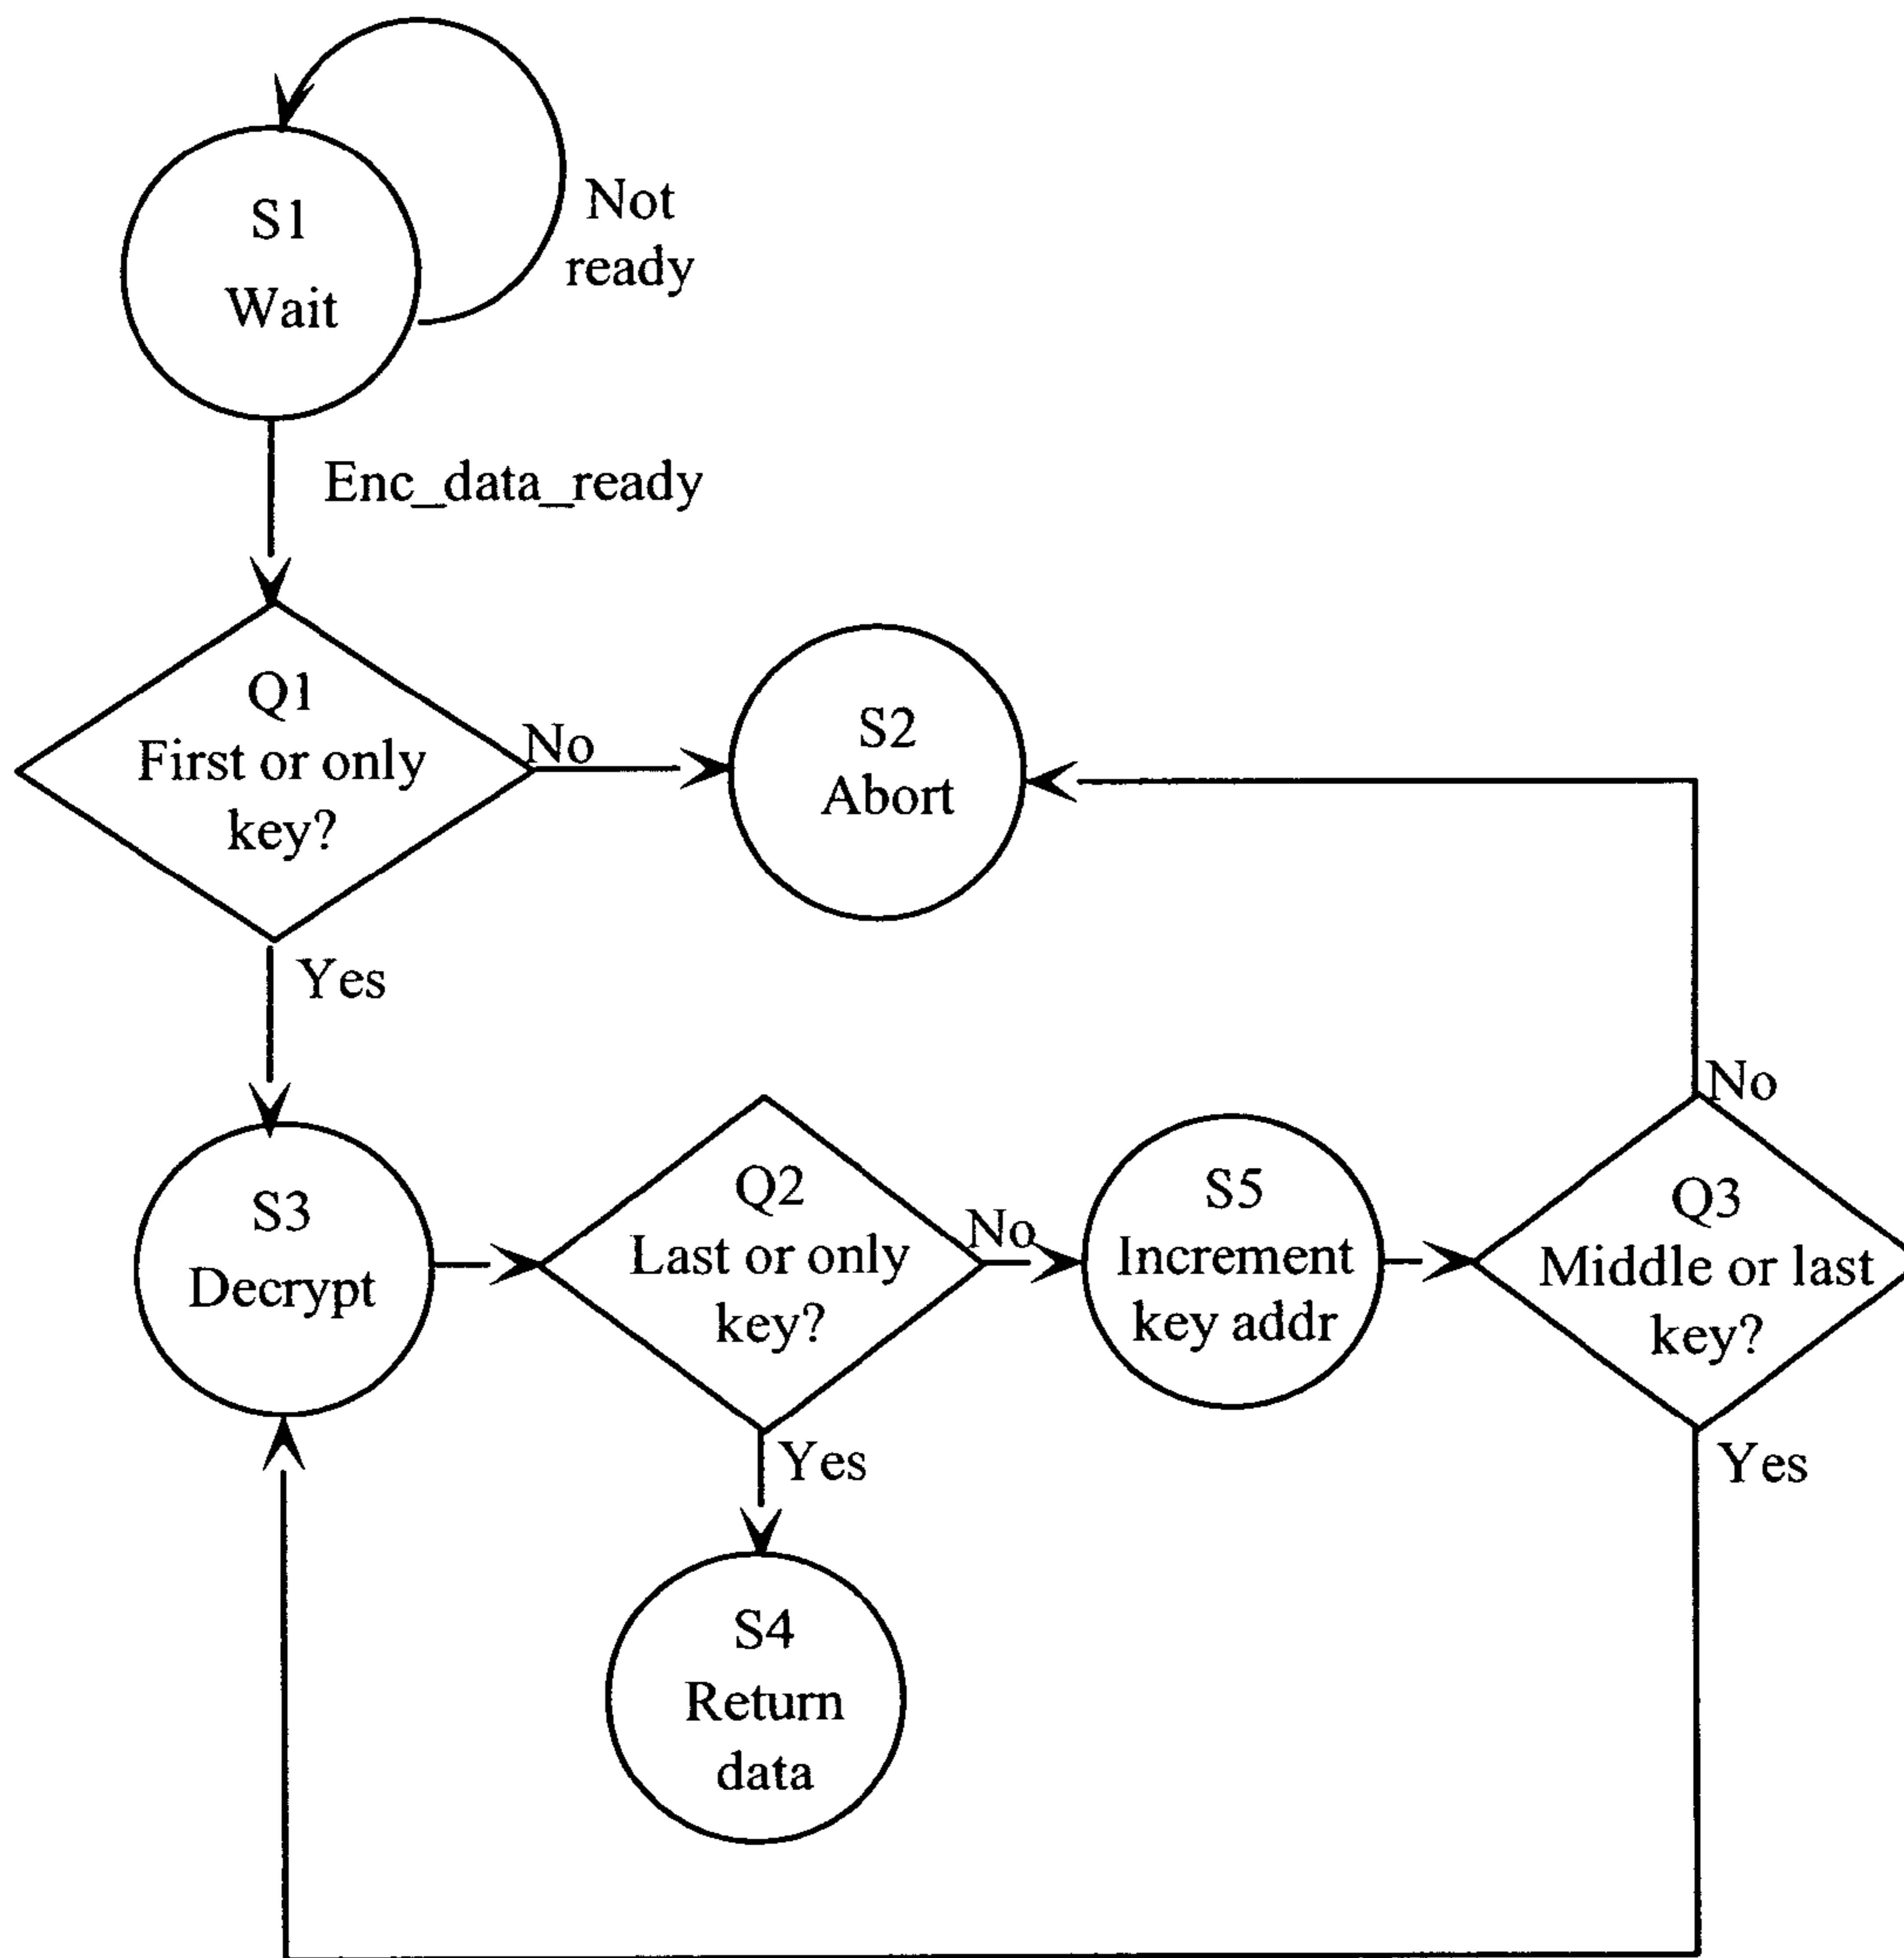 S1
Wait
Not
ready
Enc_data_ready
Q1
First or only
key?
No
S2
Abort
Yes
No
S3
Decrypt
Q2
Last or only
key?
No
S5
Increment
key addr
Q3
Middle or last
key?
Yes
Yes
S4
Return
data